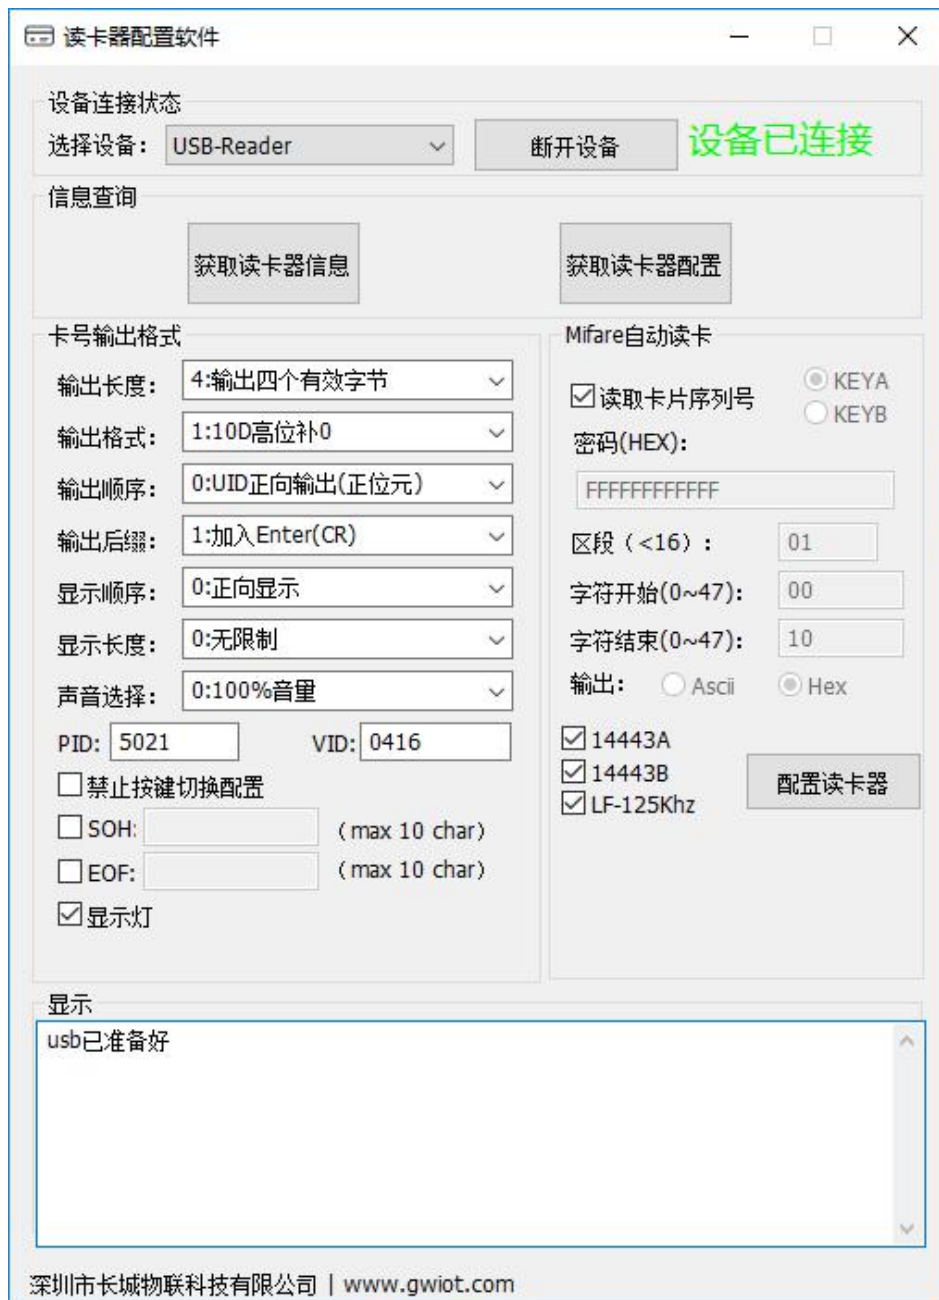 读卡器配置软件
设备连接状态
选择设备: USB-Reader 断开设备 设备已连接
信息查询
获取读卡器信息 获取读卡器配置
卡号输出格式
输出长度: 4:输出四个有效字节
输出格式: 1:10D高位补0
输出顺序: 0:UID正向输出(正位元)
输出后缀: 1:加入Enter(CR)
显示顺序: 0:正向显示
显示长度: 0:无限制
声音选择: 0:100%音量
PID: 5021 VID: 0416
禁止按键切换配置
SOH: (max 10 char)
EOF: (max 10 char)
显示灯
Mifare自动读卡
读取卡片序列号 KEYA
KEYB
密码(HEX):
FFFFFFFFFFFF
区段（<16）: 01
字符开始(0~47): 00
字符结束(0~47): 10
输出: Ascii Hex
14443A
14443B
LF-125Khz
配置读卡器
显示
usb已准备好
深圳市长城物联科技有限公司 | www.gwiot.com